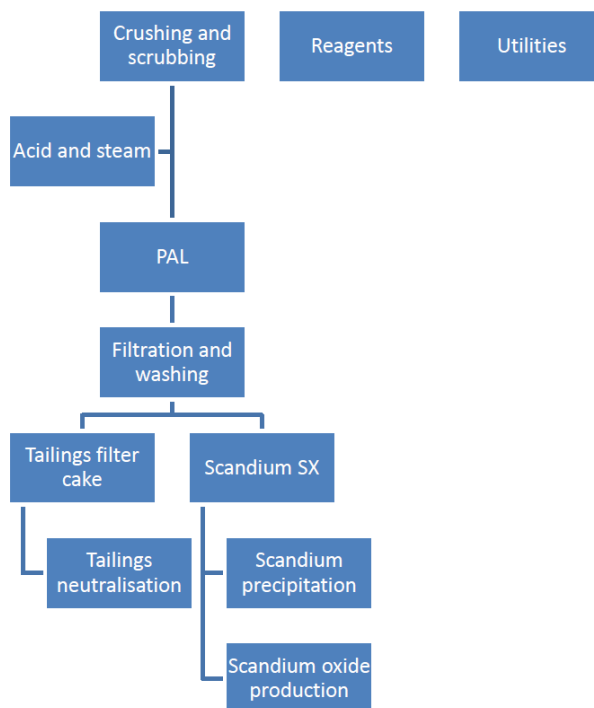 Crushing and
scrubbing
Reagents
Utilities
Acid and steam
PAL
Filtration and
washing
Tailings filter
cake
Scandium SX
Tailings
neutralisation
Scandium
precipitation
Scandium oxide
production